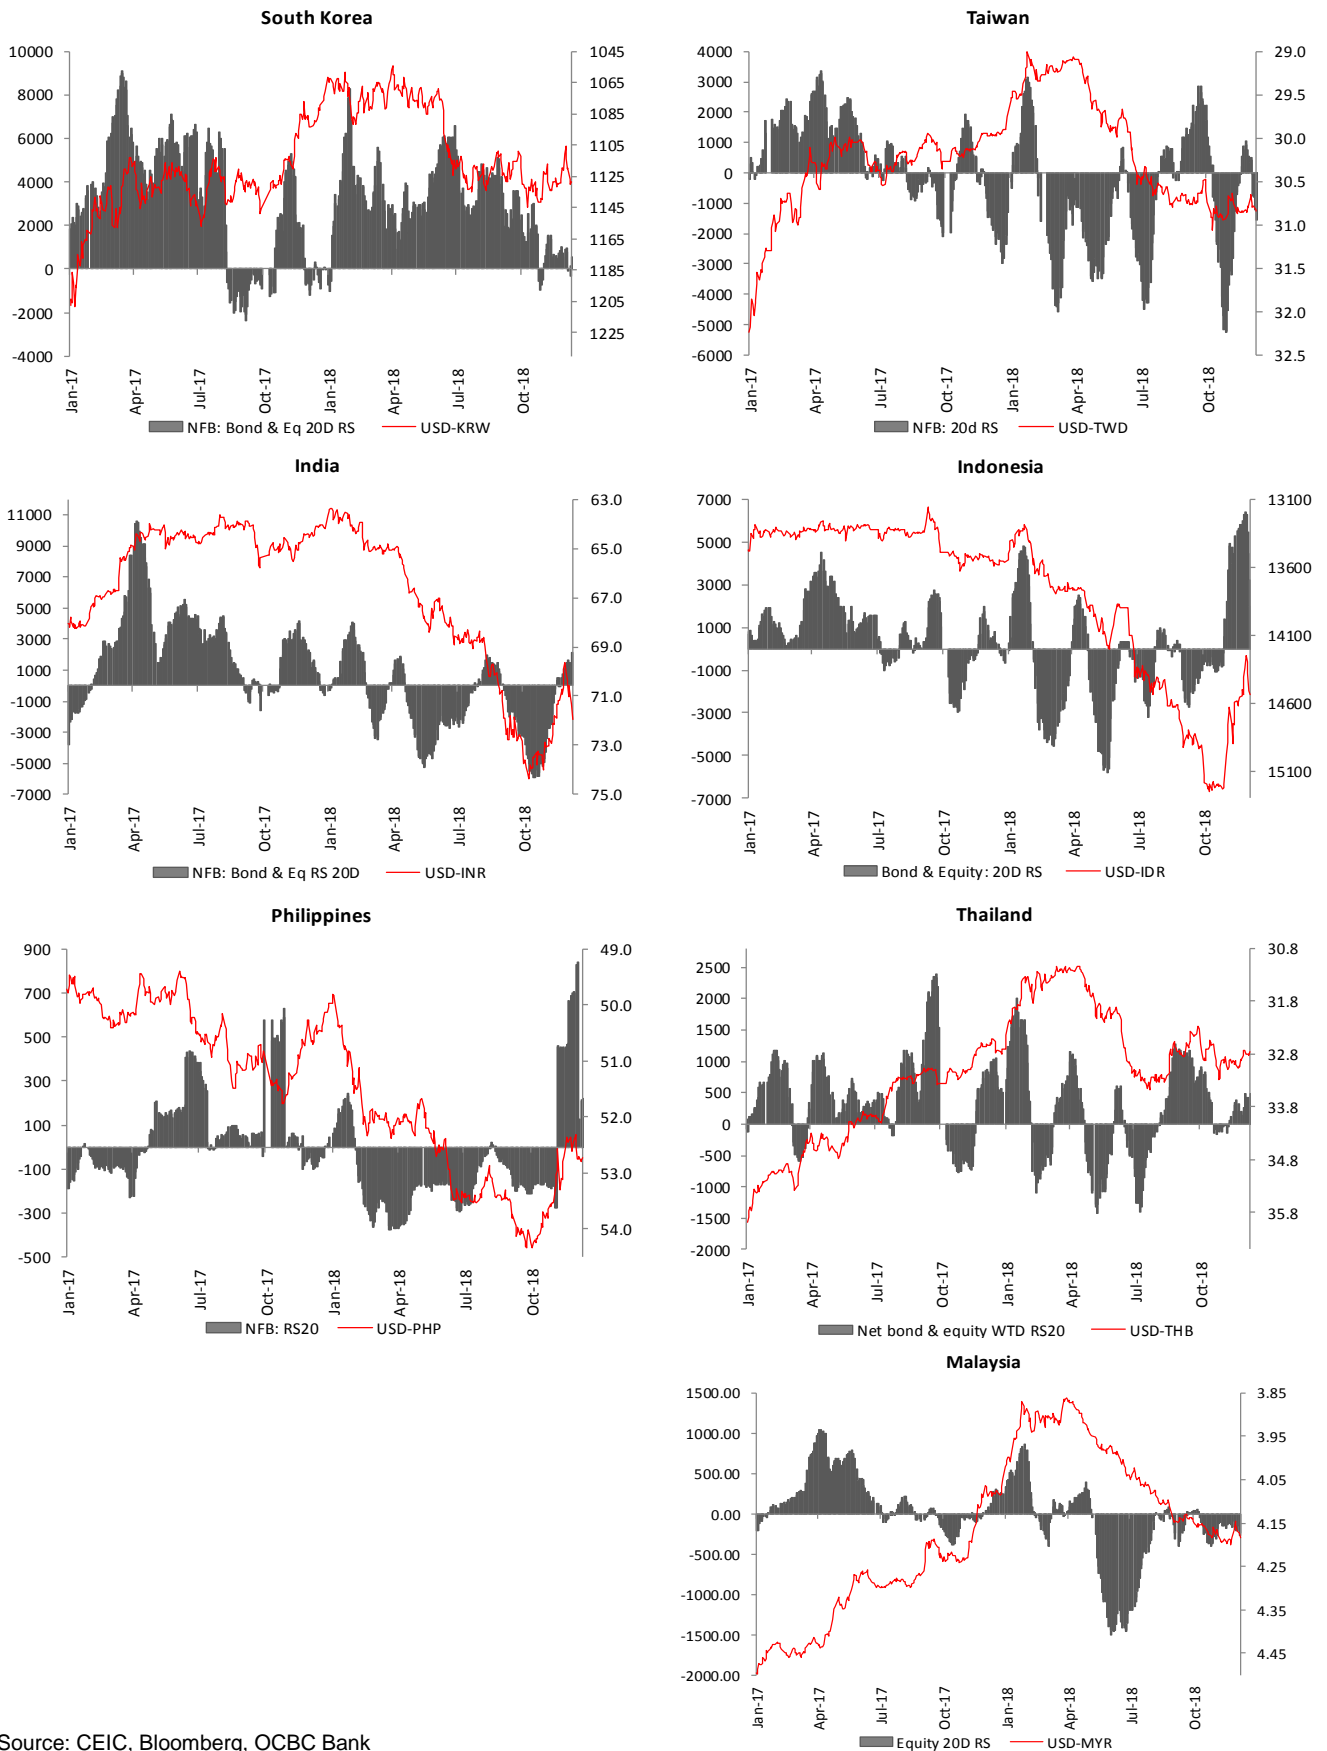 South Korea
10000
8000
6000
4000
2000
0
-2000
-4000
1045
1065
1085
1105
1125
1145
1165
1185
1205
1225
Jan-17
Apr-17
Jul-17
Oct-17
Jan-18
Apr-18
Jul-18
Oct-18
NFB: Bond & Eq 20D RS USD-KRW
Taiwan
4000
3000
2000
1000
0
-1000
-2000
-3000
-4000
-5000
-6000
29.0
29.5
30.0
30.5
31.0
31.5
32.0
32.5
Jan-17
Apr-17
Jul-17
Oct-17
Jan-18
Apr-18
Jul-18
Oct-18
NFB: 20d RS USD-TWD
India
11000
9000
7000
5000
3000
1000
-1000
-3000
-5000
-7000
63.0
65.0
67.0
69.0
71.0
73.0
75.0
Jan-17
Apr-17
Jul-17
Oct-17
Jan-18
Apr-18
Jul-18
Oct-18
NFB: Bond & Eq RS 20D USD-INR
Indonesia
7000
5000
3000
1000
-1000
-3000
-5000
-7000
13100
13600
14100
14600
15100
Jan-17
Apr-17
Jul-17
Oct-17
Jan-18
Apr-18
Jul-18
Oct-18
Bond & Equity: 20D RS USD-IDR
Philippines
900
700
500
300
100
-100
-300
-500
49.0
50.0
51.0
52.0
53.0
54.0
Jan-17
Apr-17
Jul-17
Oct-17
Jan-18
Apr-18
Jul-18
Oct-18
NFB: RS20 USD-PHP
Thailand
2500
2000
1500
1000
500
0
-500
-1000
-1500
-2000
30.8
31.8
32.8
33.8
34.8
35.8
Jan-17
Apr-17
Jul-17
Oct-17
Jan-18
Apr-18
Jul-18
Oct-18
Net bond & equity WTD RS20 USD-THB
Malaysia
1500.00
1000.00
500.00
0.00
-500.00
-1000.00
-1500.00
-2000.00
3.85
3.95
4.05
4.15
4.25
4.35
4.45
Jan-17
Apr-17
Jul-17
Oct-17
Jan-18
Apr-18
Jul-18
Oct-18
Equity 20D RS USD-MYR
Source: CEIC, Bloomberg, OCBC Bank